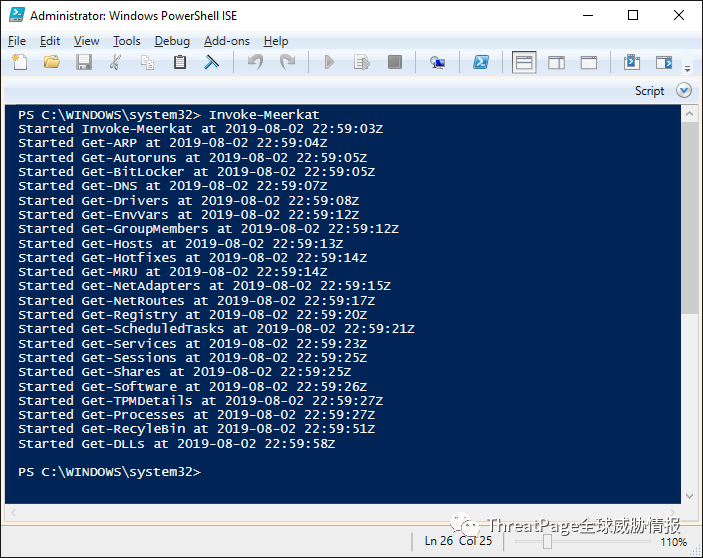 Administrator: Windows PowerShell ISE
File Edit View Tools Debug Add-ons Help
Script
PS C:\WINDOWS\system32> Invoke-Meerkat
Started Invoke-Meerkat at 2019-08-02 22:59:03Z
Started Get-ARP at 2019-08-02 22:59:04Z
Started Get-Autoruns at 2019-08-02 22:59:05Z
Started Get-BitLocker at 2019-08-02 22:59:05Z
Started Get-DNS at 2019-08-02 22:59:07Z
Started Get-Drivers at 2019-08-02 22:59:08Z
Started Get-EnvVars at 2019-08-02 22:59:12Z
Started Get-GroupMembers at 2019-08-02 22:59:12Z
Started Get-Hosts at 2019-08-02 22:59:13Z
Started Get-Hotfixes at 2019-08-02 22:59:14Z
Started Get-MRU at 2019-08-02 22:59:14Z
Started Get-NetAdapters at 2019-08-02 22:59:15Z
Started Get-NetRoutes at 2019-08-02 22:59:17Z
Started Get-Registry at 2019-08-02 22:59:20Z
Started Get-ScheduledTasks at 2019-08-02 22:59:21Z
Started Get-Services at 2019-08-02 22:59:23Z
Started Get-Sessions at 2019-08-02 22:59:25Z
Started Get-Shares at 2019-08-02 22:59:25Z
Started Get-Software at 2019-08-02 22:59:26Z
Started Get-TPMDetails at 2019-08-02 22:59:27Z
Started Get-Processes at 2019-08-02 22:59:27Z
Started Get-RecyleBin at 2019-08-02 22:59:51Z
Started Get-DLLs at 2019-08-02 22:59:58Z
PS C:\WINDOWS\system32>
ThreatPage全球威胁情报
Ln 26 Col 25 110%